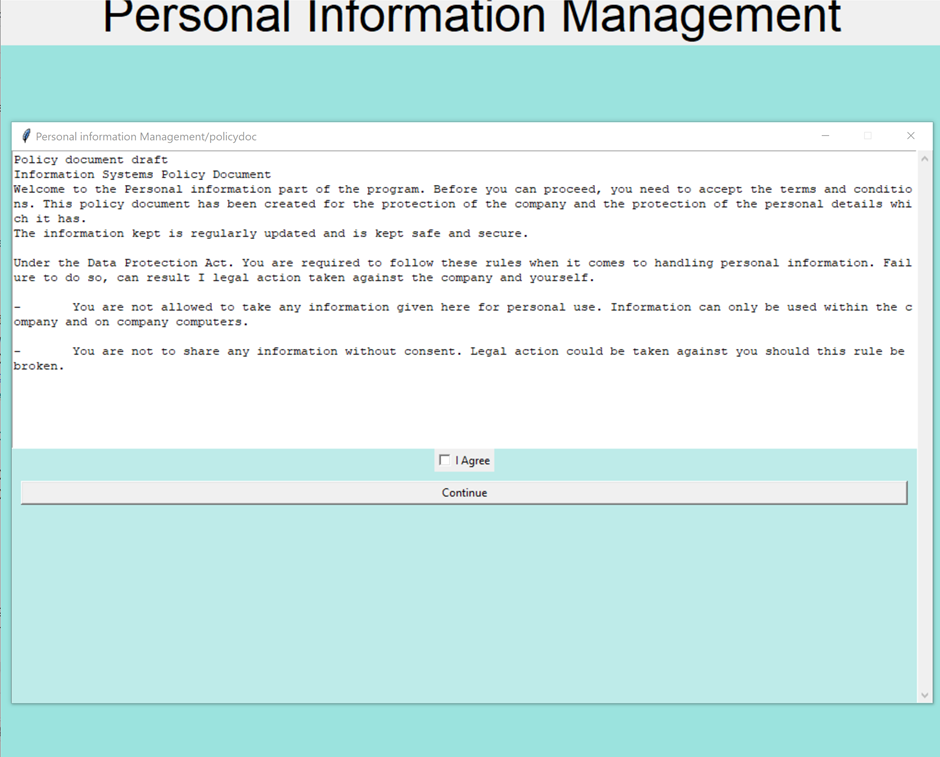 Personal Information Management
Personal information Management/policydoc
Policy document draft
Information Systems Policy Document
Welcome to the Personal information part of the program. Before you can proceed, you need to accept the terms and conditio
ns. This policy document has been created for the protection of the company and the protection of the personal details whi
ch it has.
The information kept is regularly updated and is kept safe and secure.
Under the Data Protection Act. You are required to follow these rules when it comes to handling personal information. Fail
ure to do so, can result I legal action taken against the company and yourself.
-	You are not allowed to take any information given here for personal use. Information can only be used within the c
ompany and on company computers.
-	You are not to share any information without consent. Legal action could be taken against you should this rule be
broken.
I Agree
Continue